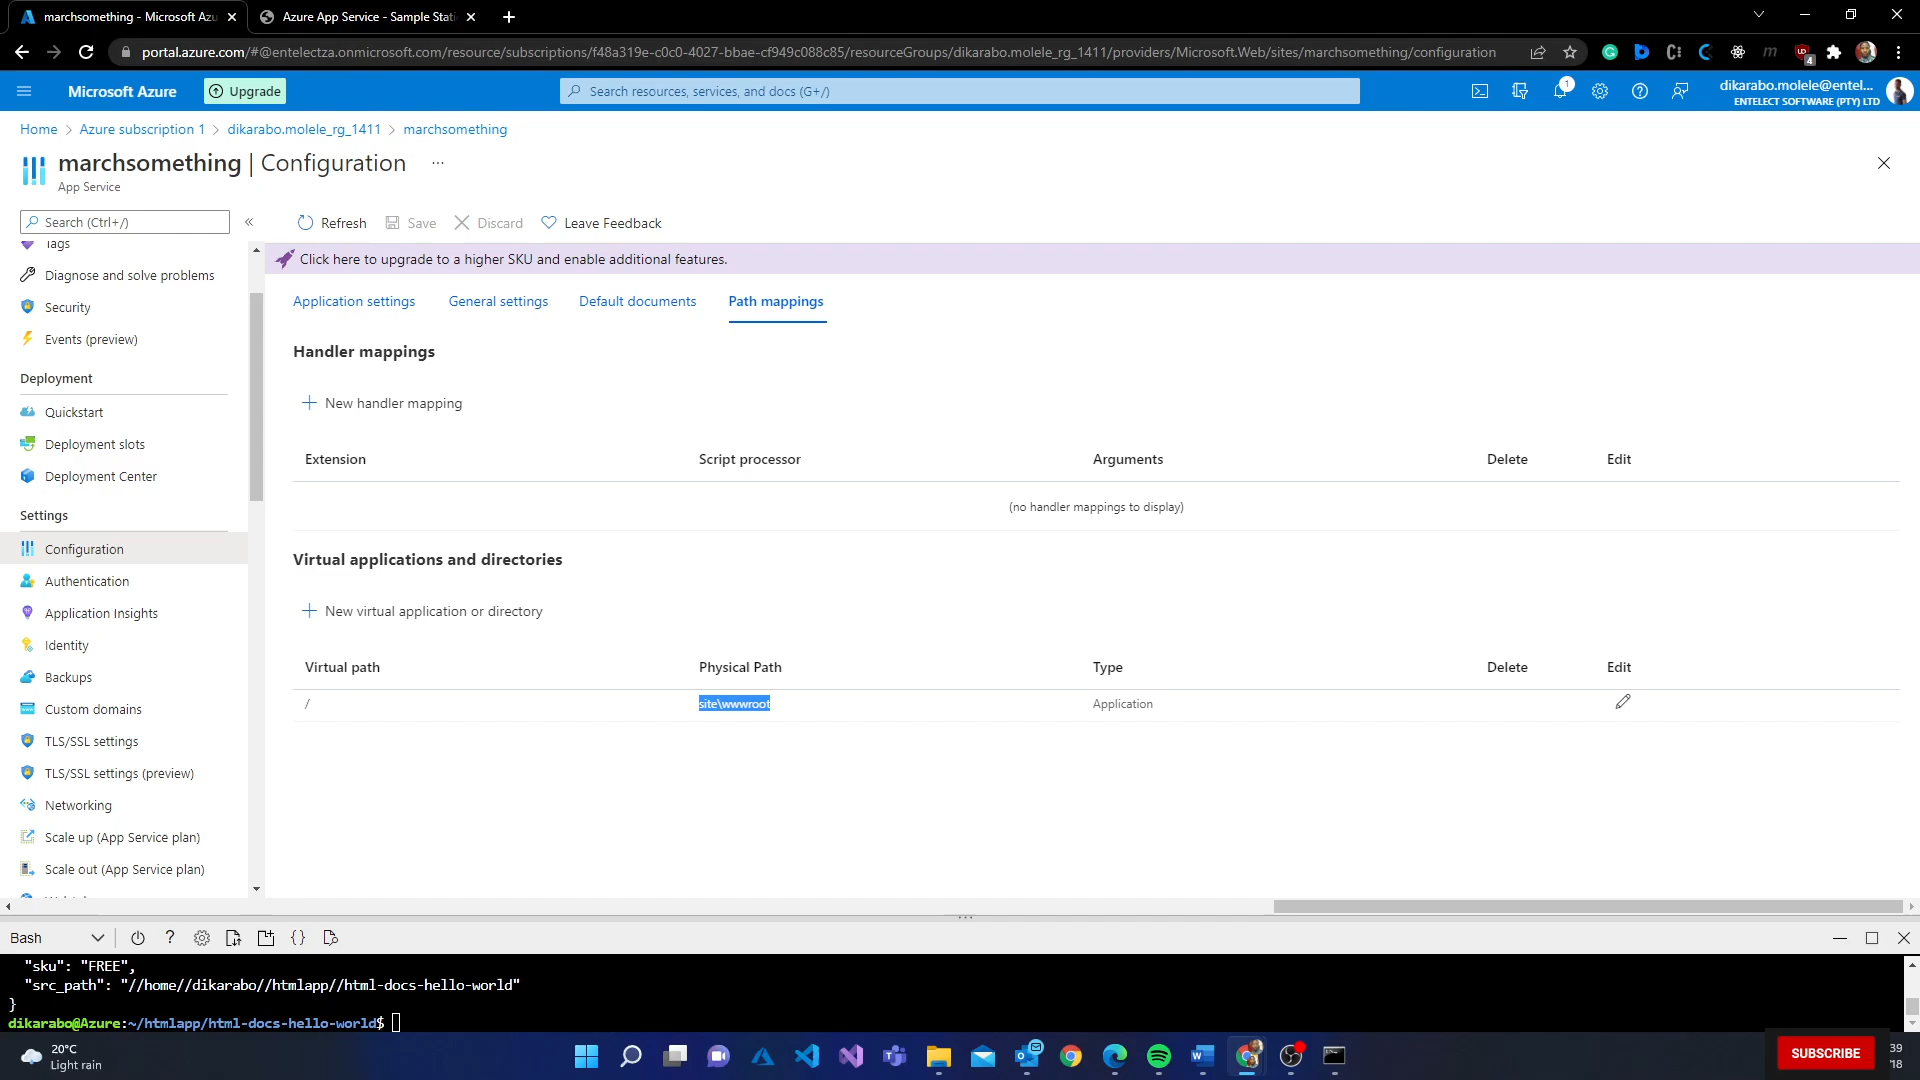 marchsomething - Microsoft Azu
Azure App Service - Sample Stati
portal.azure.com/#@entelectza.onmicrosoft.com/resource/subscriptions/f48a319e-c0c0-4027-bbae-cf949c088c85/resourceGroups/dikarabo.molele_rg_1411/providers/Microsoft.Web/sites/marchsomething/configuration
4
Microsoft Azure
Upgrade
Search resources, services, and docs (G+/)
1
dikarabo.molele@entel...
ENTELECT SOFTWARE (PTY) LTD
Home > Azure subscription 1 > dikarabo.molele_rg_1411 > marchsomething
marchsomething | Configuration ...
App Service
Search (Ctrl+/)
Refresh Save Discard Leave Feedback
Click here to upgrade to a higher SKU and enable additional features.
Tags
Diagnose and solve problems
Security
Events (preview)
Deployment
Quickstart
Deployment slots
Deployment Center
Settings
Configuration
Authentication
Application Insights
Identity
Backups
Custom domains
TLS/SSL settings
TLS/SSL settings (preview)
Networking
Scale up (App Service plan)
Scale out (App Service plan)
Application settings General settings Default documents Path mappings
Handler mappings
New handler mapping
Extension Script processor Arguments Delete Edit
(no handler mappings to display)
Virtual applications and directories
New virtual application or directory
Virtual path Physical Path Type Delete Edit
/ site\wwwroot Application
Bash
"sku": "FREE",
"src_path": "//home//dikarabo//htmlapp//html-docs-hello-world"
}
dikarabo@Azure:~/htmlapp/html-docs-hello-world$
20°C
Light rain
SUBSCRIBE
39
'18